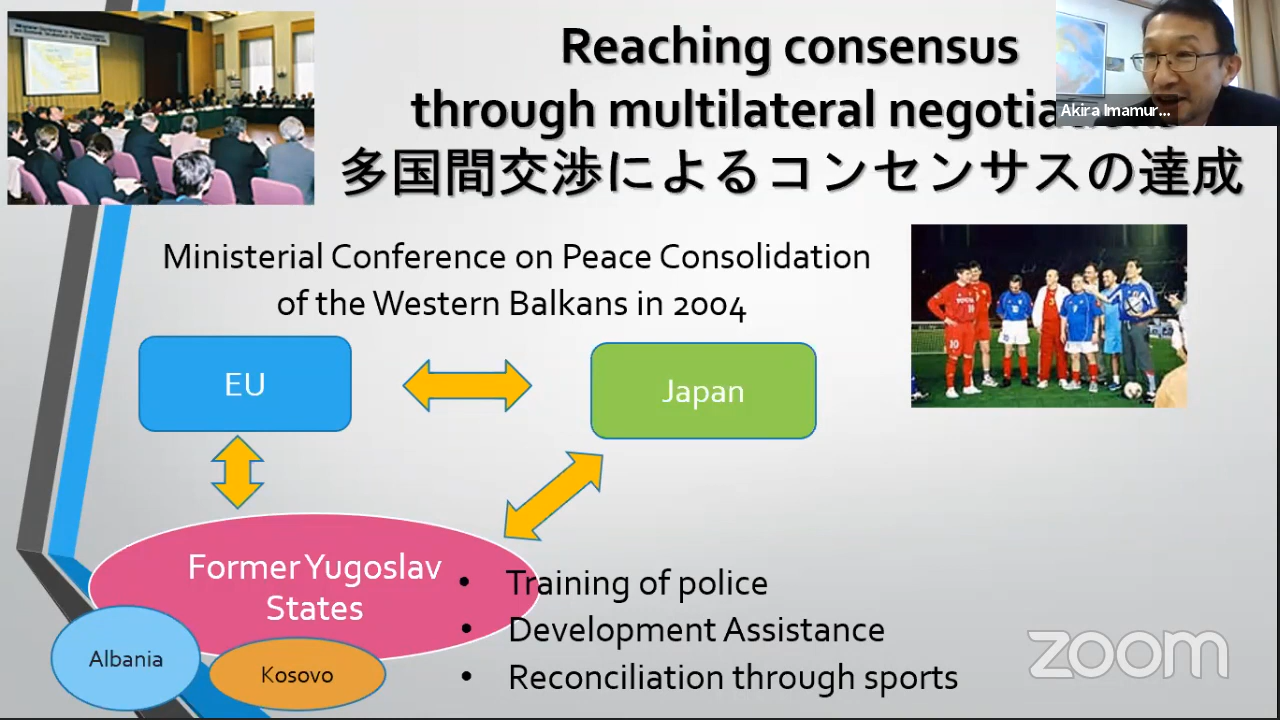 Reaching consensus
through multilateral
多国間交渉によるコンセンサスの達成
Akira Imamur...
Ministerial Conference on Peace Consolidation
of the Western Balkans in 2004
EU
Japan
Former Yugoslav
States
Albania
Kosovo
• Training of police
• Development Assistance
• Reconciliation through sports
zoom